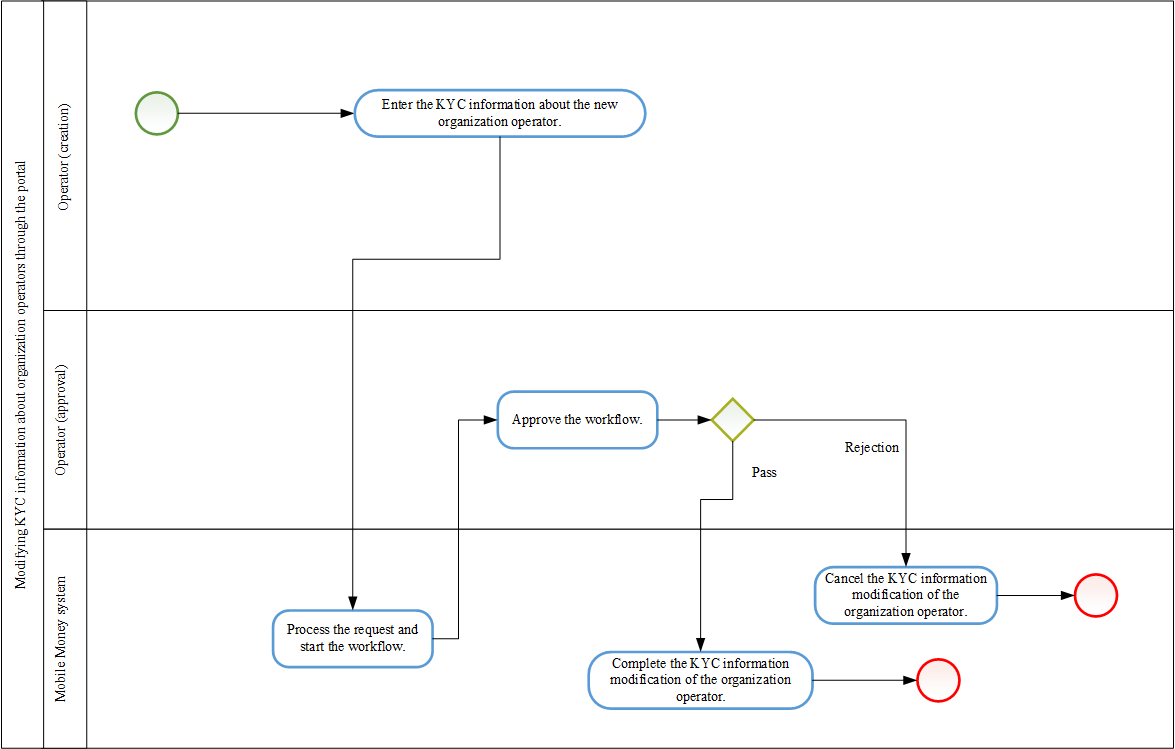 Modifying KYC information about organization operators through the portal
Operator (creation)
Enter the KYC information about the new
organization operator.
Operator (approval)
Approve the workflow.
Rejection
Pass
Mobile Money system
Process the request and
start the workflow.
Cancel the KYC information
modification of the
organization operator.
Complete the KYC information
modification of the organization
operator.